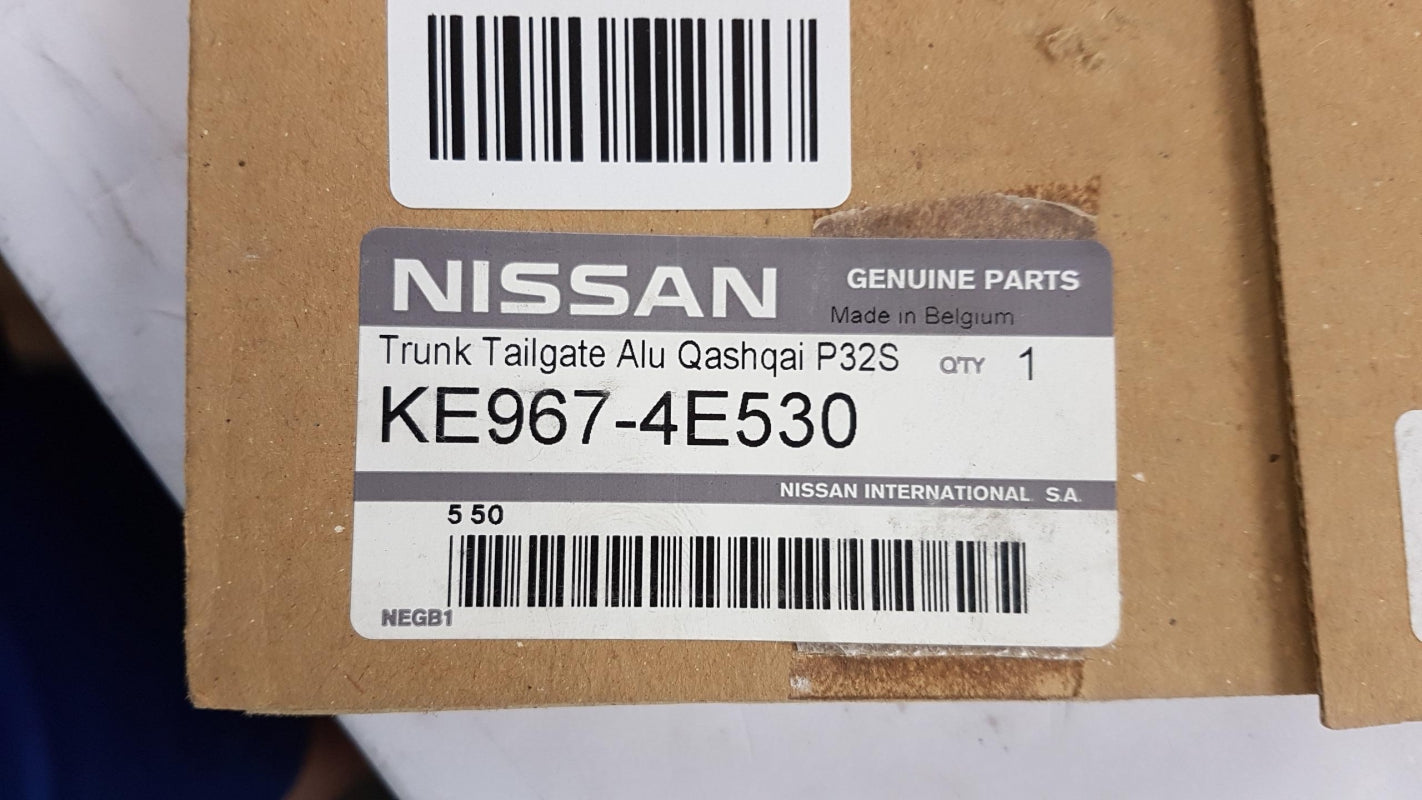 NISSAN
GENUINE PARTS
Made in Belgium
Trunk Tailgate Alu Qashqai P32S QTY 1
KE967-4E530
NISSAN INTERNATIONAL S.A.
5 50
NEGB1